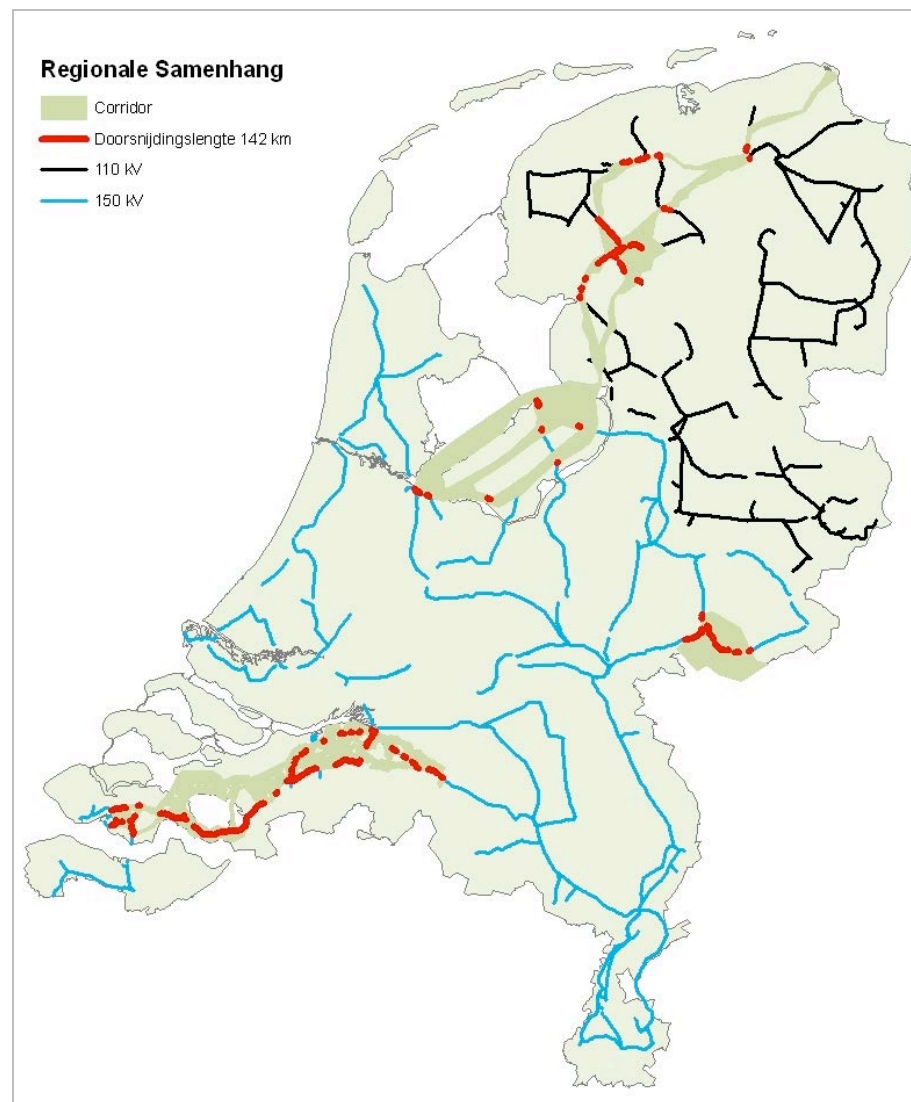 Regionale Samenhang
Corridor
Doorsnijdingslengte 142 km
110 kV
150 kV